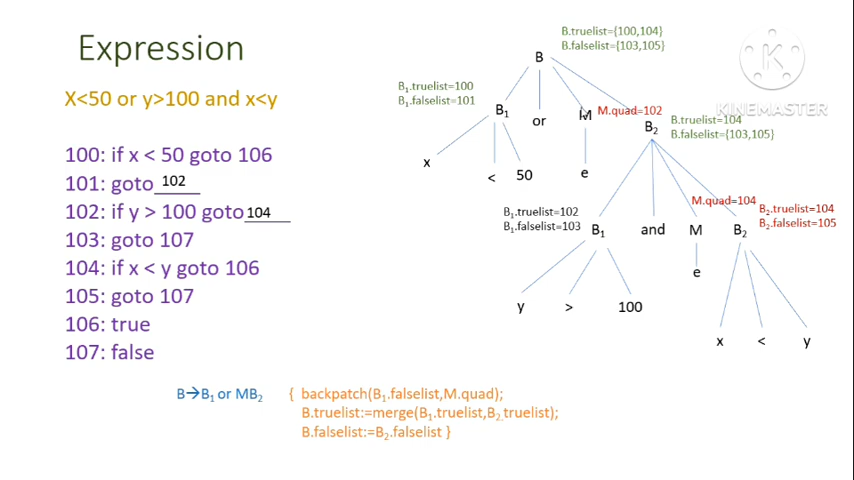 Expression
X<50 or y>100 and x<y
100: if x < 50 goto 106
101: goto 102
102: if y > 100 goto 104
103: goto 107
104: if x < y goto 106
105: goto 107
106: true
107: false
B.truelist={100,104}
B.falselist={103,105}
B
B₁.truelist=100
B₁.falselist=101
B₁
or
M
M.quad=102
B₂
B₂.truelist=104
B₂.falselist={103,105}
KINEMASTER
x
<
50
e
B₁.truelist=102
B₁.falselist=103
B₁
and
M
M.quad=104
B₂
B₂.truelist=104
B₂.falselist=105
e
y
>
100
x
<
y
B→B₁ or MB₂
{ backpatch(B₁.falselist,M.quad);
B.truelist:=merge(B₁.truelist,B₂.truelist);
B.falselist:=B₂.falselist }